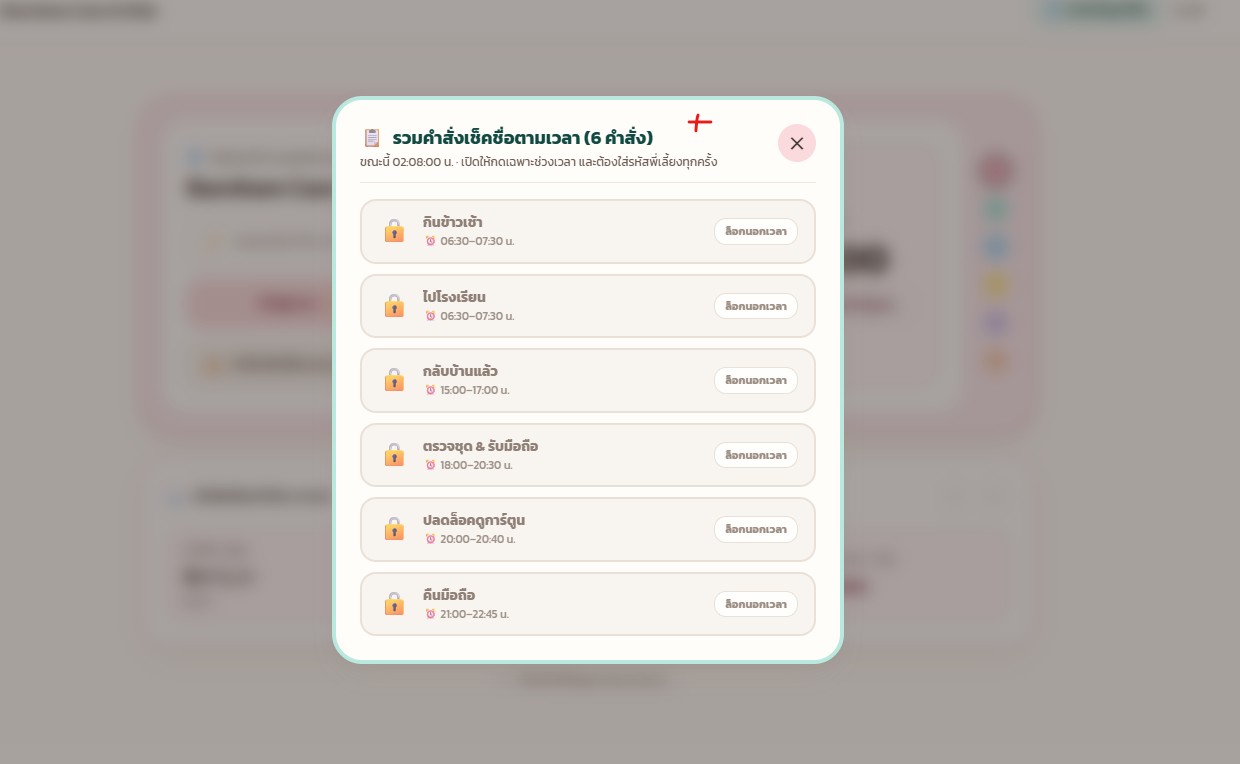 รวมคำสั่งเช็คชื่อตามเวลา (6 คำสั่ง)
ขณะนี้ 02:08:00 น. · เปิดให้กดเฉพาะช่วงเวลา และต้องใส่รหัสพี่เลี้ยงทุกครั้ง
กินข้าวเช้า
06:30–07:30 น.
ล็อกนอกเวลา
ไปโรงเรียน
06:30–07:30 น.
ล็อกนอกเวลา
กลับบ้านแล้ว
15:00–17:00 น.
ล็อกนอกเวลา
ตรวจชุด & รับมือถือ
18:00–20:30 น.
ล็อกนอกเวลา
ปลดล็อคดูการ์ตูน
20:00–20:40 น.
ล็อกนอกเวลา
คืนมือถือ
21:00–22:45 น.
ล็อกนอกเวลา